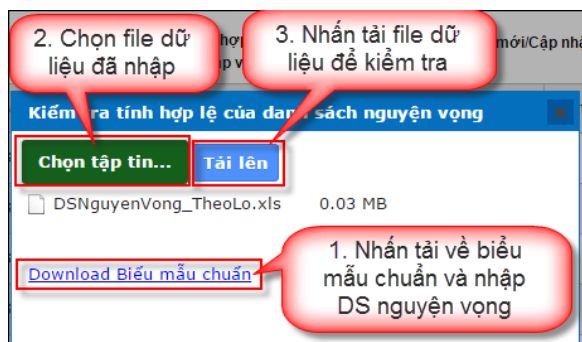 2. Chọn file dữ
liệu đã nhập
3. Nhấn tải file dữ
liệu để kiểm tra
mới/Cập nhậ
Kiểm tra tính hợp lệ của danh sách nguyện vọng
Chọn tập tin...
Tải lên
DSNguyenVong_TheoLo.xls 0.03 MB
Download Biểu mẫu chuẩn
1. Nhấn tải về biểu
mẫu chuẩn và nhập
DS nguyện vọng